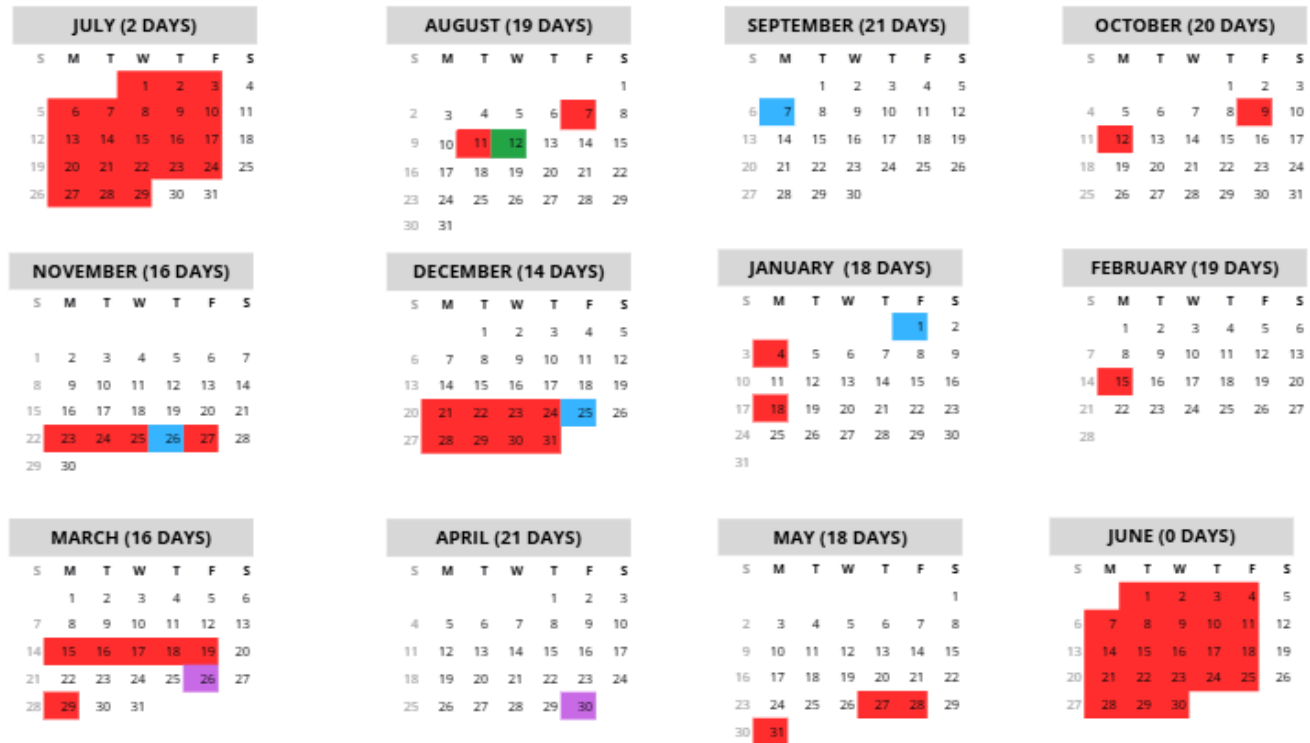 JULY (2 DAYS)
S M T W T F S
1 2 3 4
5 6 7 8 9 10 11
12 13 14 15 16 17 18
19 20 21 22 23 24 25
26 27 28 29 30 31
AUGUST (19 DAYS)
S M T W T F S
1
2 3 4 5 6 7 8
9 10 11 12 13 14 15
16 17 18 19 20 21 22
23 24 25 26 27 28 29
30 31
SEPTEMBER (21 DAYS)
S M T W T F S
1 2 3 4 5
6 7 8 9 10 11 12
13 14 15 16 17 18 19
20 21 22 23 24 25 26
27 28 29 30
OCTOBER (20 DAYS)
S M T W T F S
1 2 3
4 5 6 7 8 9 10
11 12 13 14 15 16 17
18 19 20 21 22 23 24
25 26 27 28 29 30 31
NOVEMBER (16 DAYS)
S M T W T F S
1 2 3 4 5 6 7
8 9 10 11 12 13 14
15 16 17 18 19 20 21
22 23 24 25 26 27 28
29 30
DECEMBER (14 DAYS)
S M T W T F S
1 2 3 4 5
6 7 8 9 10 11 12
13 14 15 16 17 18 19
20 21 22 23 24 25 26
27 28 29 30 31
JANUARY (18 DAYS)
S M T W T F S
1 2
3 4 5 6 7 8 9
10 11 12 13 14 15 16
17 18 19 20 21 22 23
24 25 26 27 28 29 30
31
FEBRUARY (19 DAYS)
S M T W T F S
1 2 3 4 5 6
7 8 9 10 11 12 13
14 15 16 17 18 19 20
21 22 23 24 25 26 27
28
MARCH (16 DAYS)
S M T W T F S
1 2 3 4 5 6
7 8 9 10 11 12 13
14 15 16 17 18 19 20
21 22 23 24 25 26 27
28 29 30 31
APRIL (21 DAYS)
S M T W T F S
1 2 3
4 5 6 7 8 9 10
11 12 13 14 15 16 17
18 19 20 21 22 23 24
25 26 27 28 29 30
MAY (18 DAYS)
S M T W T F S
1
2 3 4 5 6 7 8
9 10 11 12 13 14 15
16 17 18 19 20 21 22
23 24 25 26 27 28 29
30 31
JUNE (0 DAYS)
S M T W T F S
1 2 3 4 5
6 7 8 9 10 11 12
13 14 15 16 17 18 19
20 21 22 23 24 25 26
27 28 29 30